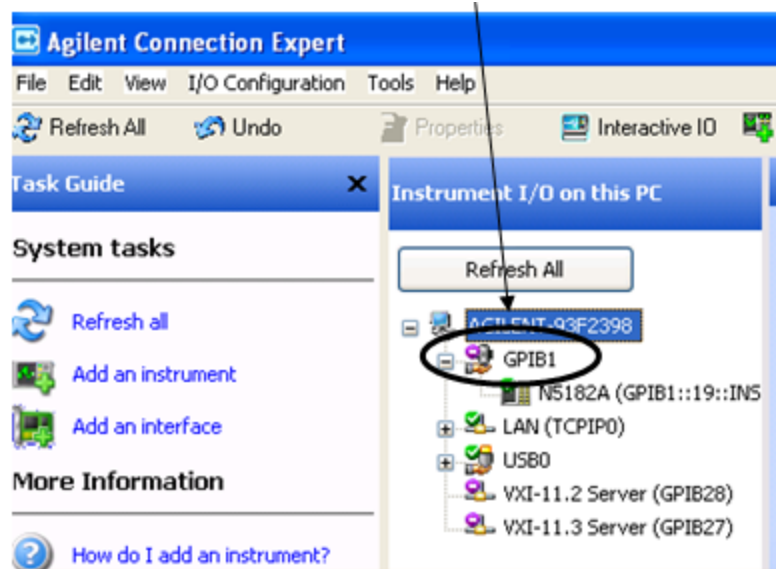 Agilent Connection Expert
File Edit View I/O Configuration Tools Help
Refresh All Undo Properties Interactive IO
Task Guide
Instrument I/O on this PC
System tasks
Refresh All
Refresh all
AGILENT-93F2398
GPIB1
Add an instrument
N5182A (GPIB1::19::INS
Add an interface
LAN (TCPIP0)
USB0
More Information
VXI-11.2 Server (GPIB28)
VXI-11.3 Server (GPIB27)
How do I add an instrument?